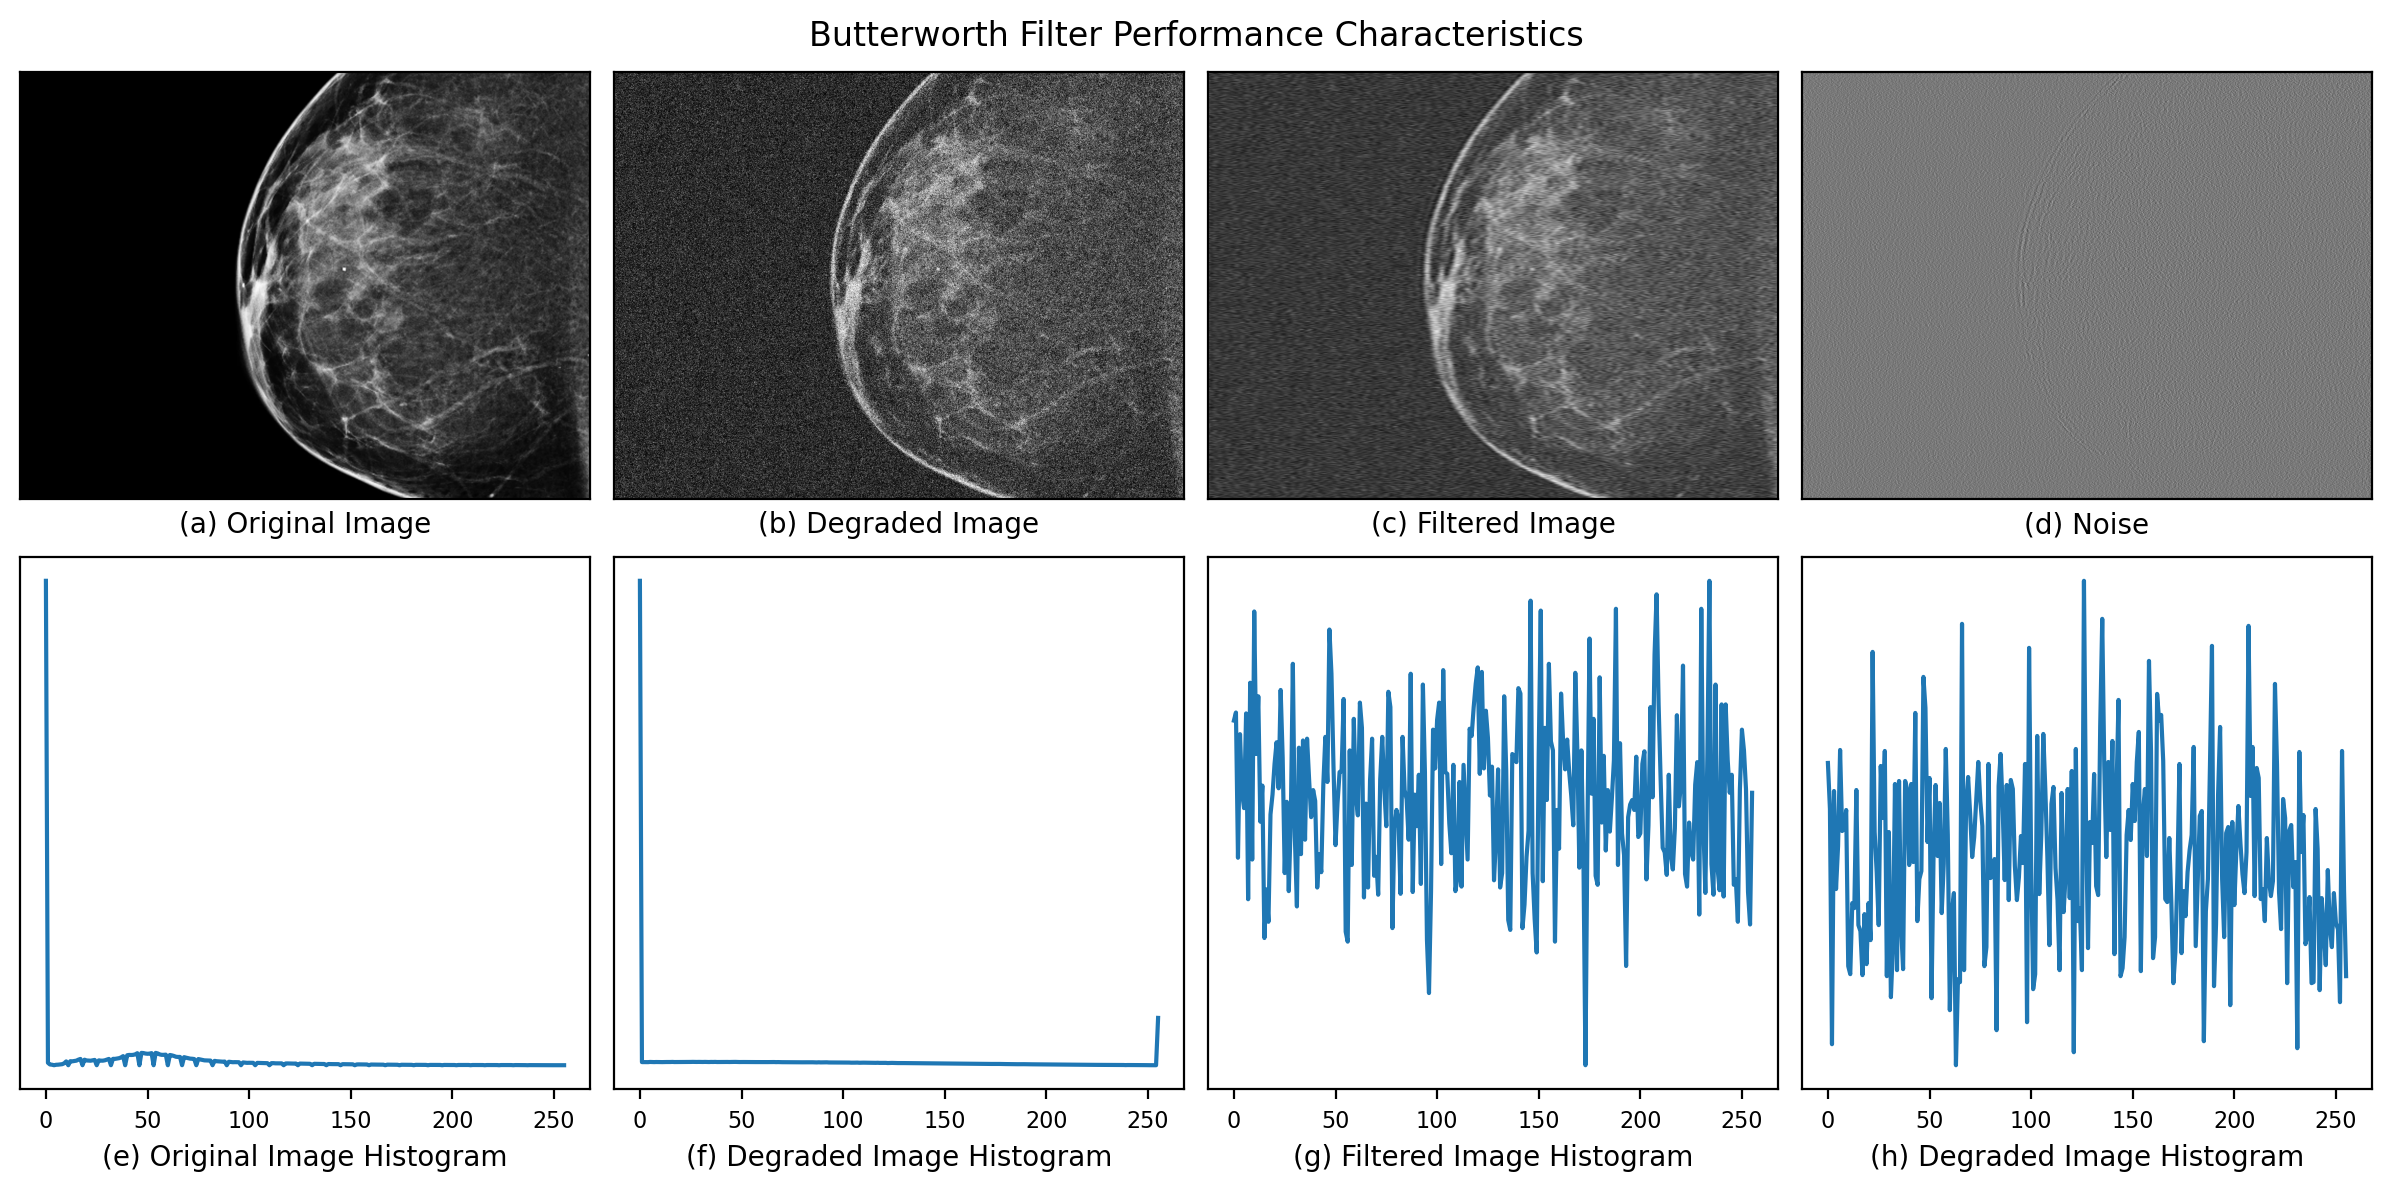 Butterworth Filter Performance Characteristics
(a) Original Image
(b) Degraded Image
(c) Filtered Image
(d) Noise
0 50 100 150 200 250
0 50 100 150 200 250
0 50 100 150 200 250
0 50 100 150 200 250
(e) Original Image Histogram
(f) Degraded Image Histogram
(g) Filtered Image Histogram
(h) Degraded Image Histogram